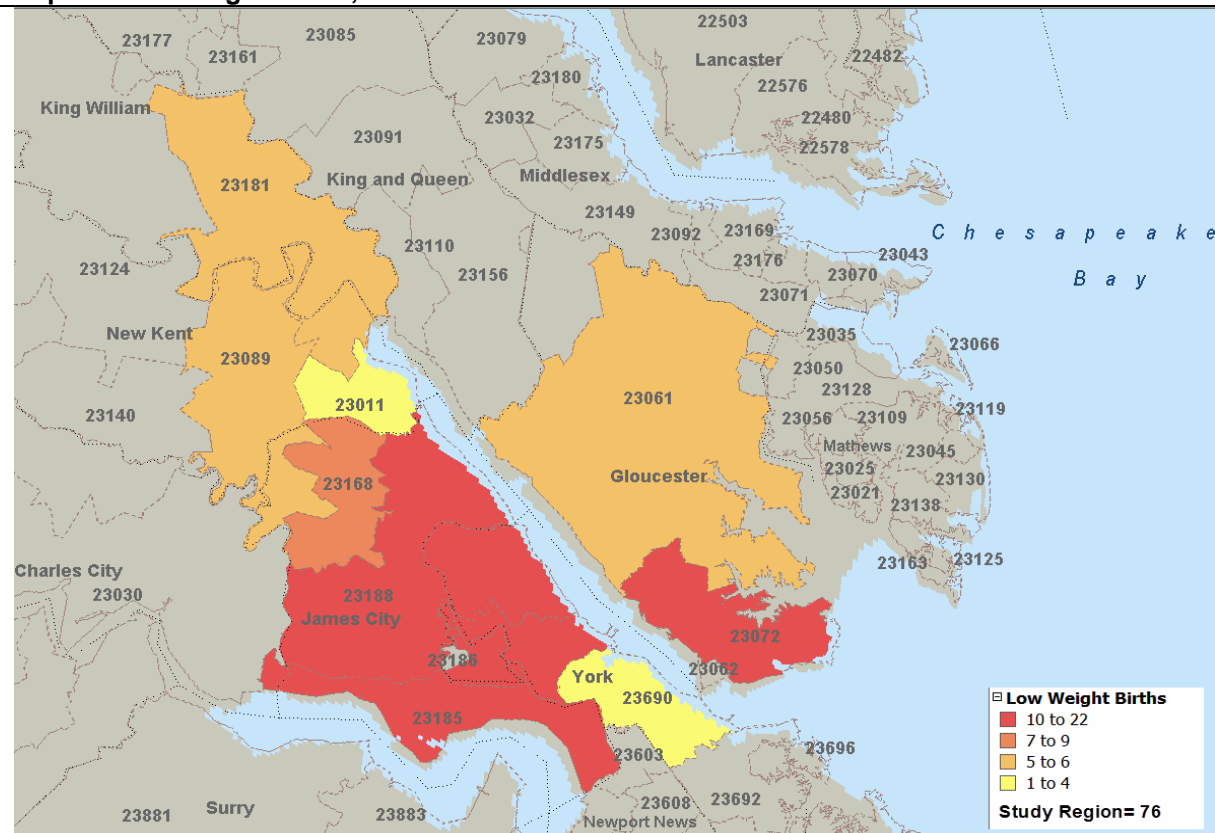 22503
23177
23085
23079
23161
22482
Lancaster
23180
22576
King William
23032
22480
23091
23175
22578
King and Queen
Middlesex
23181
23149
23169
23092
C h e s a p e a k e
23110
23176
23043
23124
23156
23070
B a y
23071
New Kent
23035
23066
23089
23050
23128
23061
23011
23140
23056
23109
23119
Mathews
23045
23025
Gloucester
23130
23168
23021
23138
23163
23125
Charles City
23030
23188
James City
23072
23186
23062
York
23690
Low Weight Births
10 to 22
7 to 9
5 to 6
1 to 4
Study Region= 76
23185
23603
23696
23608
23692
Surry
23881
23883
Newport News